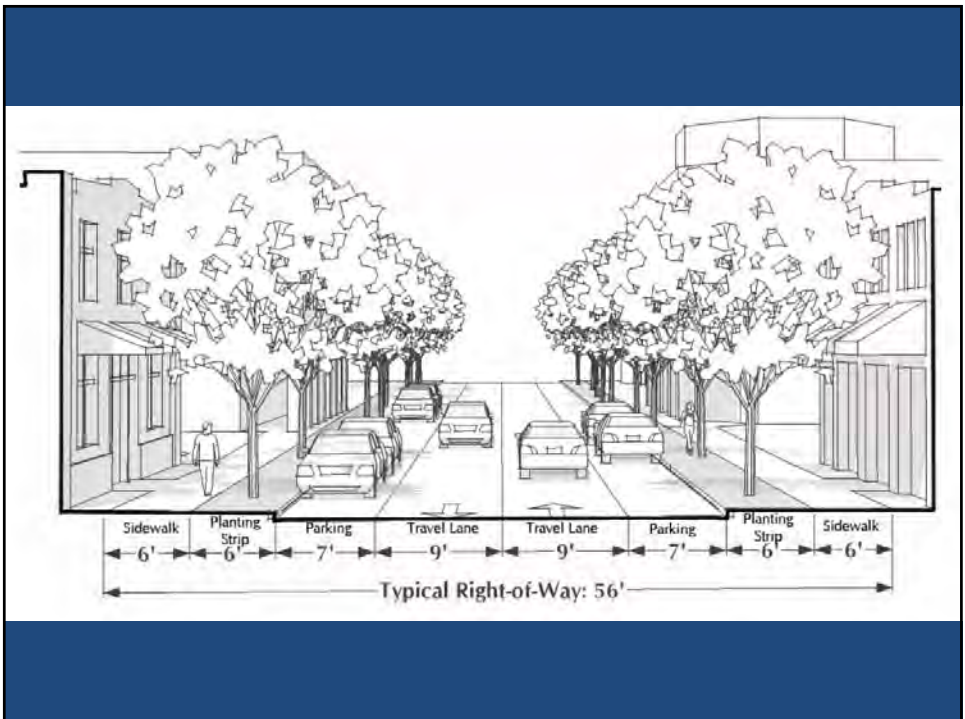 Sidewalk Planting Strip Parking Travel Lane Travel Lane Parking Planting Strip Sidewalk
6' 6' 7' 9' 9' 7' 6' 6'
Typical Right-of-Way: 56'